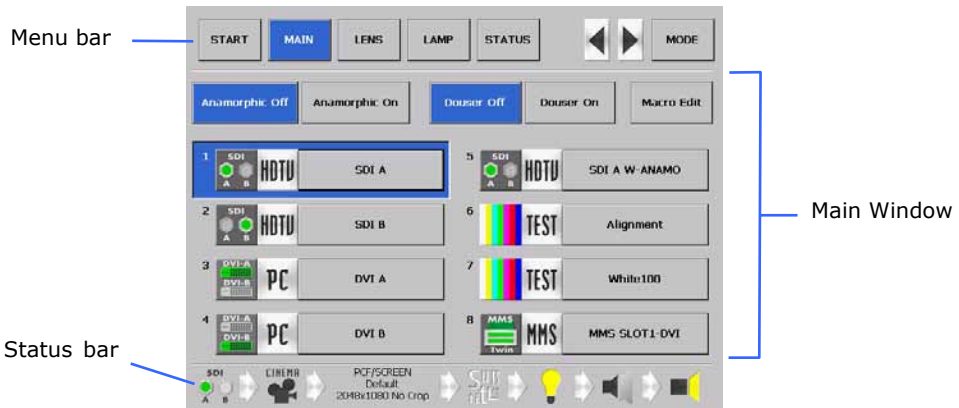 Menu bar
START MAIN LENS LAMP STATUS MODE
Anamorphic Off Anamorphic On Douser Off Douser On Macro Edit
Main Window
1 SDI A B HDTV SDI A
2 SDI A B HDTV SDI B
3 DVI-A DVI-B PC DVI A
4 DVI-A DVI-B PC DVI B
5 SDI A B HDTV SDI A W-ANAMO
6 TEST Alignment
7 TEST White100
8 MMS Twin MMS MMS SLOT1-DVI
Status bar
SDI A B CINEMA
PCF/SCREEN
Default
2048x1080 No Crop
SUB
TITLE